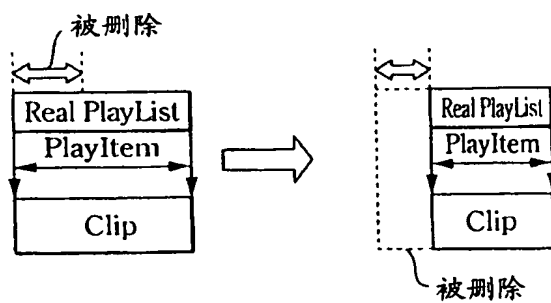 被删除
Real PlayList
PlayItem
Clip
Real PlayList
PlayItem
Clip
被删除